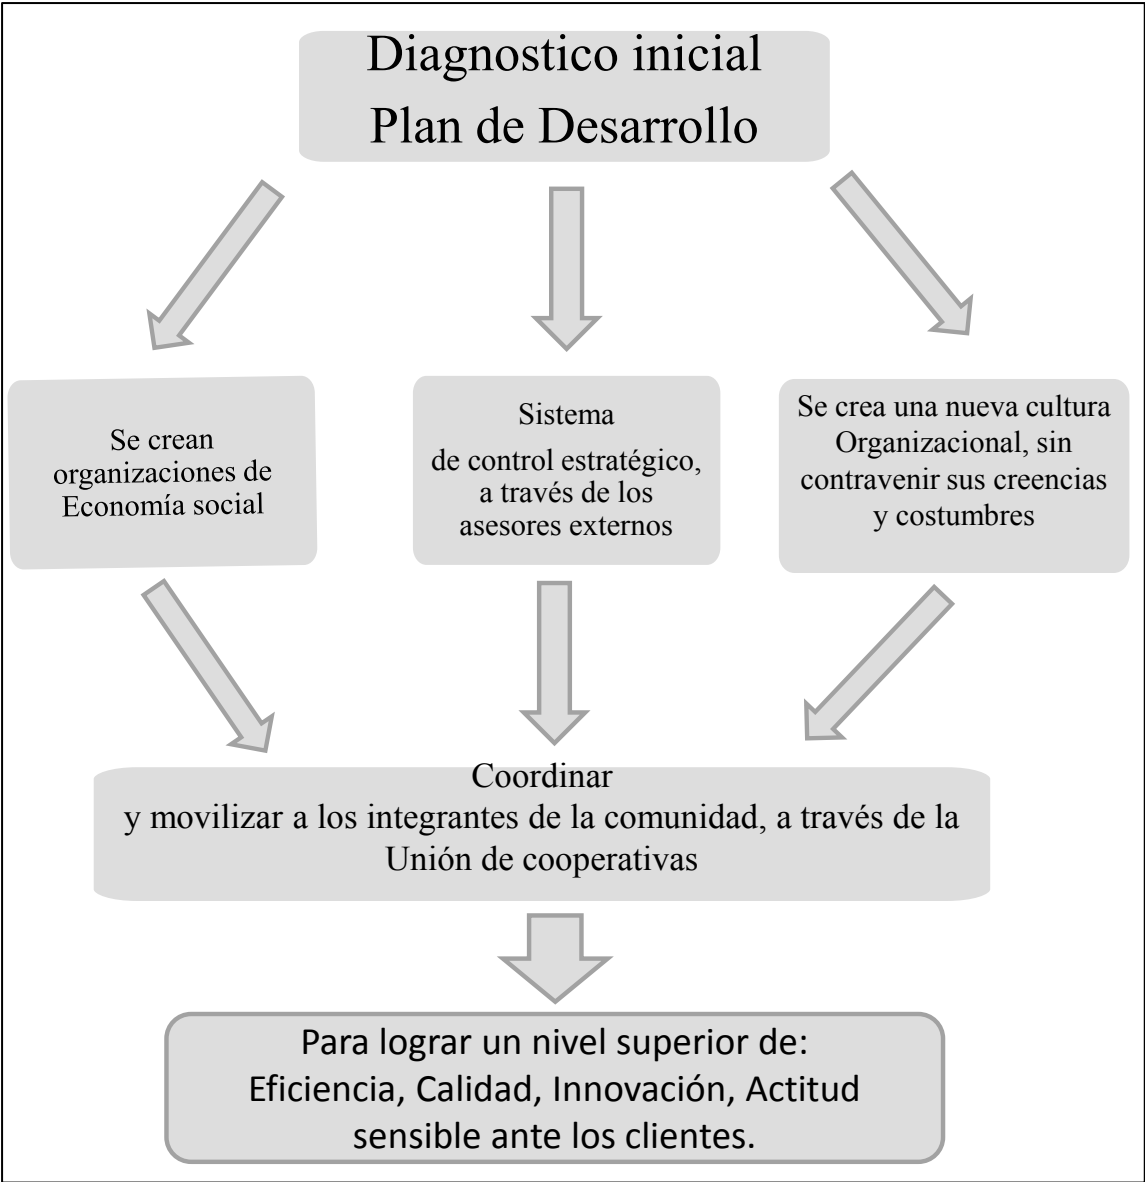 Diagnostico inicial
Plan de Desarrollo
Se crean
organizaciones de
Economía social
Sistema
de control estratégico,
a través de los
asesores externos
Se crea una nueva cultura
Organizacional, sin
contravenir sus creencias
y costumbres
Coordinar
y movilizar a los integrantes de la comunidad, a través de la
Unión de cooperativas
Para lograr un nivel superior de:
Eficiencia, Calidad, Innovación, Actitud
sensible ante los clientes.